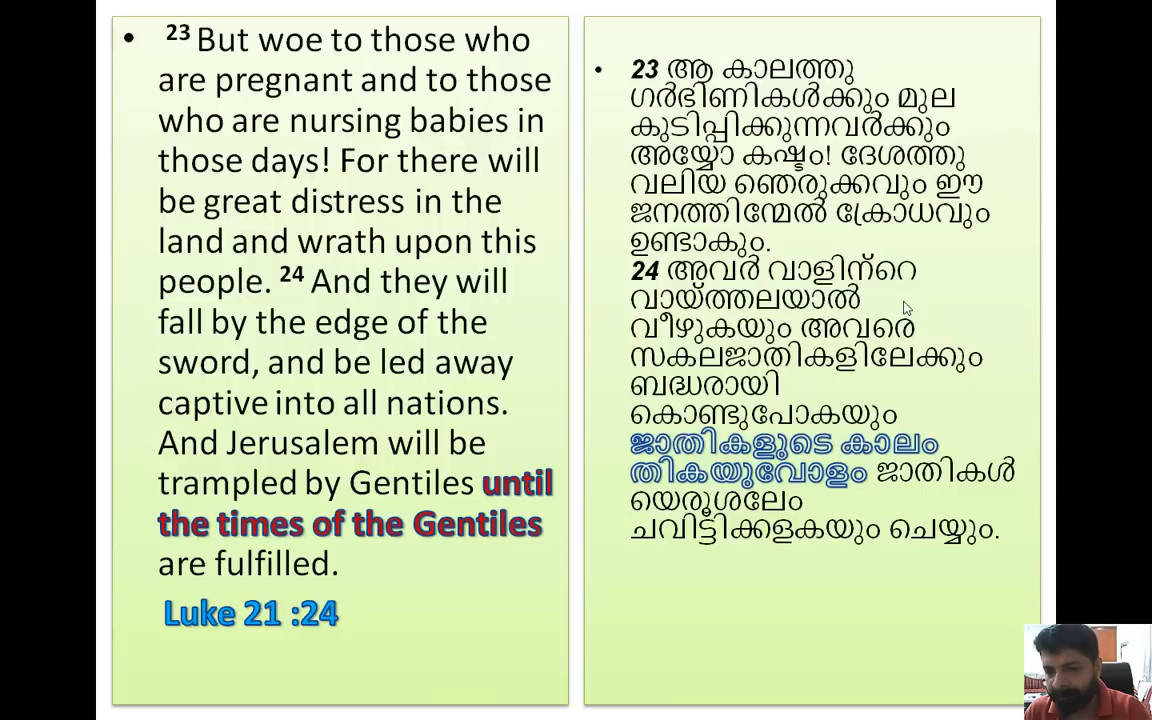 • 23 But woe to those who
are pregnant and to those
who are nursing babies in
those days! For there will
be great distress in the
land and wrath upon this
people. 24 And they will
fall by the edge of the
sword, and be led away
captive into all nations.
And Jerusalem will be
trampled by Gentiles until
the times of the Gentiles
are fulfilled.
Luke 21 :24
• 23 ആ കാലത്തു
ഗർഭിണികൾക്കും മുല
കുടിപ്പിക്കുന്നവർക്കും
അയ്യോ കഷ്ടം! ദേശത്തു
വലിയ ഞെരുക്കവും ഈ
ജനത്തിന്മേൽ ക്രോധവും
ഉണ്ടാകും.
24 അവർ വാളിന്റെ
വായ്ത്തലയാൽ
വീഴുകയും അവരെ
സകലജാതികളിലേക്കും
ബദ്ധരായി
കൊണ്ടുപോകയും
ജാതികളുടെ കാലം
തികയുവോളം ജാതികൾ
യെരൂശലേം
ചവിട്ടിക്കളകയും ചെയ്യും.